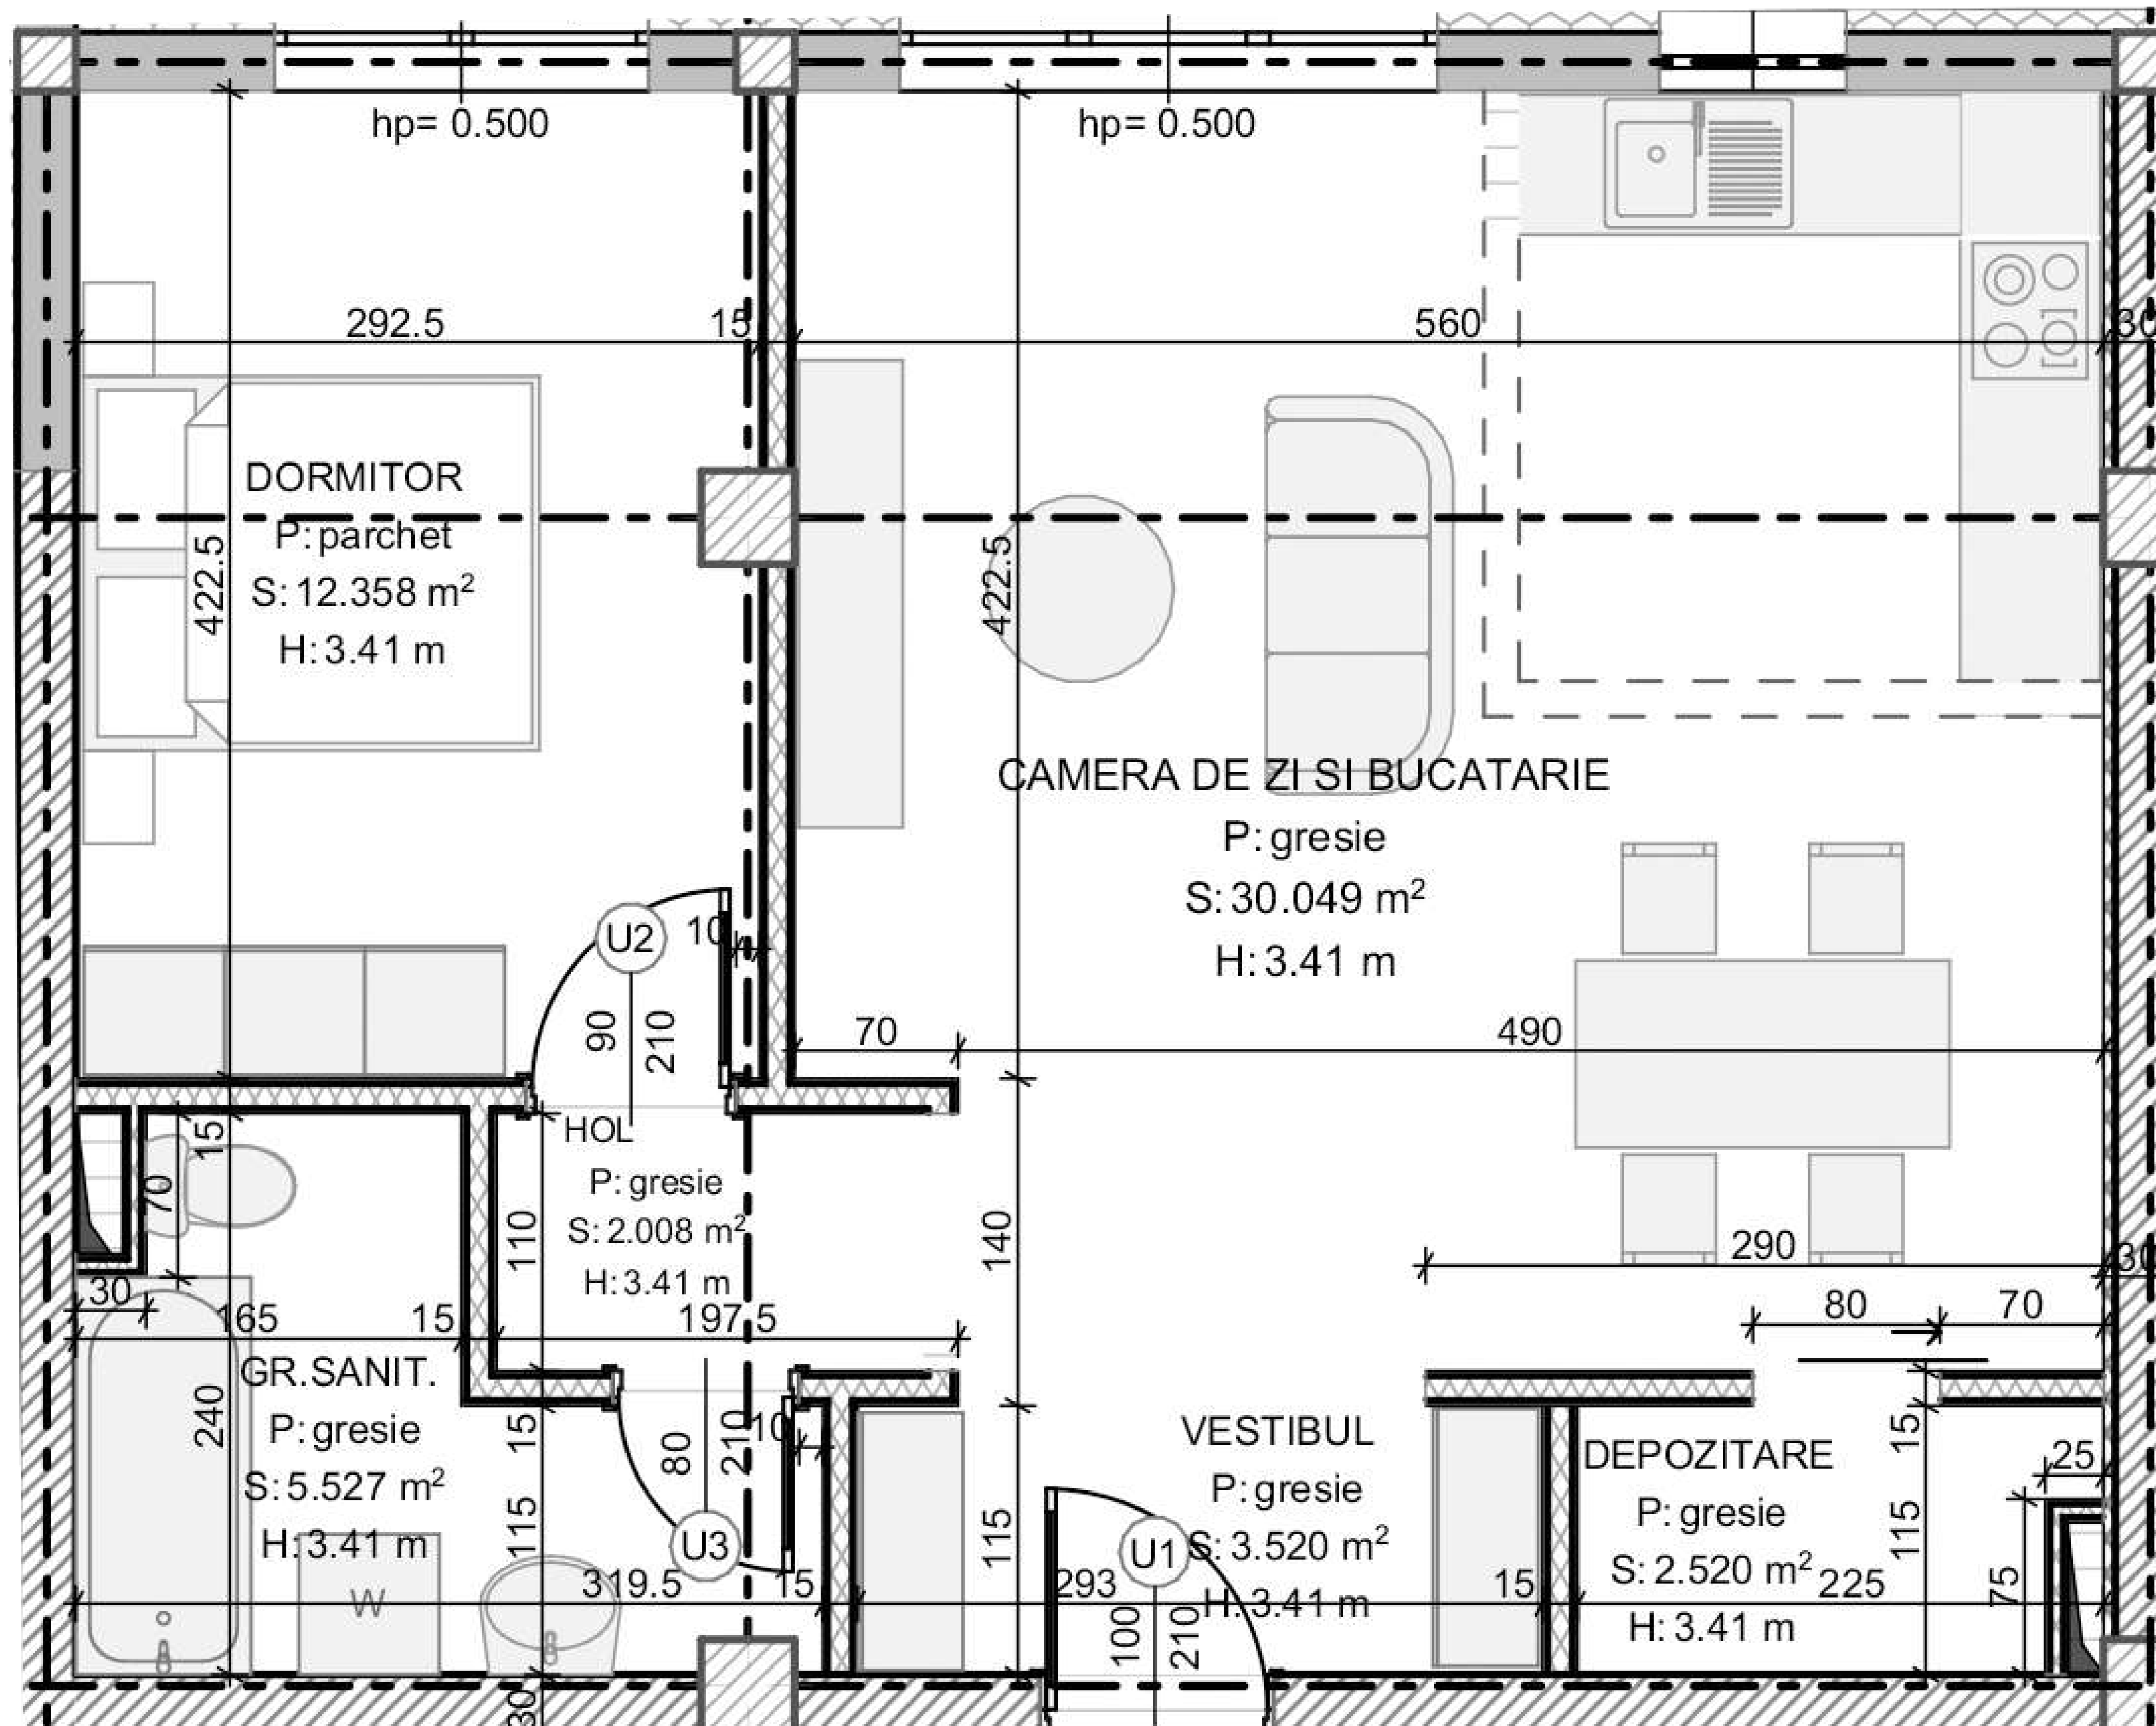 hp= 0.500
hp= 0.500
292.5
15
560
30
DORMITOR
P: parchet
S: 12.358 m²
H: 3.41 m
422.5
422.5
CAMERA DE ZI SI BUCATARIE
P: gresie
S: 30.049 m²
H: 3.41 m
U2
10
90
210
70
490
HOL
P: gresie
S: 2.008 m²
H: 3.41 m
15
70
110
140
290
30
30
165
15
197.5
80
70
GR.SANIT.
P: gresie
S: 5.527 m²
H: 3.41 m
240
15
115
80
210
10
U3
W
319.5
15
30
VESTIBUL
P: gresie
S: 3.520 m²
H: 3.41 m
115
U1
293
100
210
15
DEPOZITARE
P: gresie
S: 2.520 m²
H: 3.41 m
225
15
115
25
75